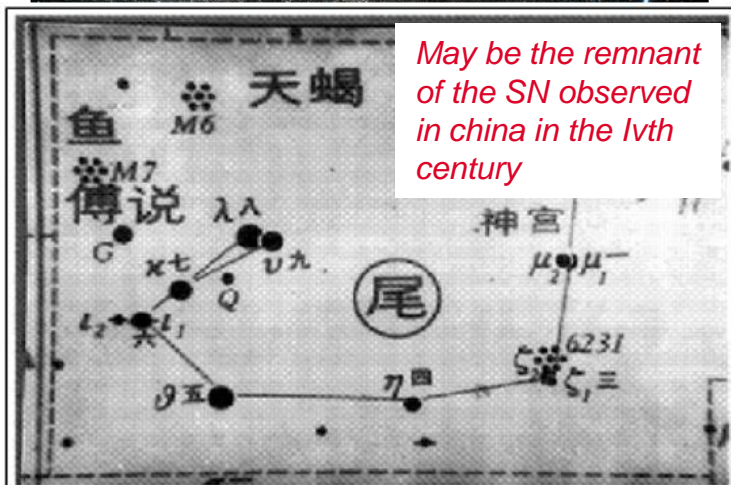 May be the remnant
of the SN observed
in china in the Ivth
century
天蝎
M6
鱼
M7
傅说
神宫
G
λ八
υ九
μ₂ μ₁一
ϰ七
Q
尾
ι₂ ι₁
六
6231
ζ₂ ζ₁三
ϑ五
η四